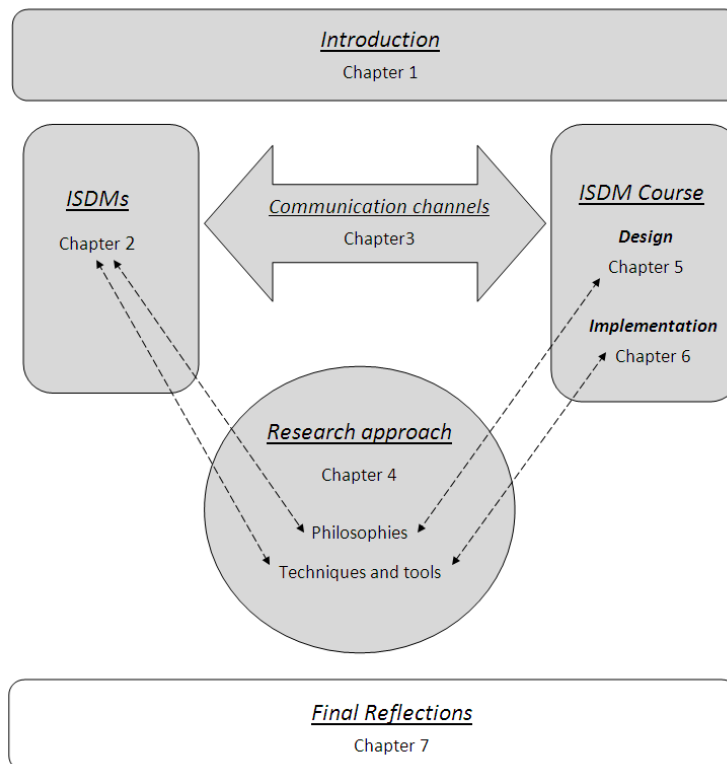 Introduction
Chapter 1
ISDMs
Chapter 2
Communication channels
Chapter3
ISDM Course
Design
Chapter 5
Implementation
Chapter 6
Research approach
Chapter 4
Philosophies
Techniques and tools
Final Reflections
Chapter 7